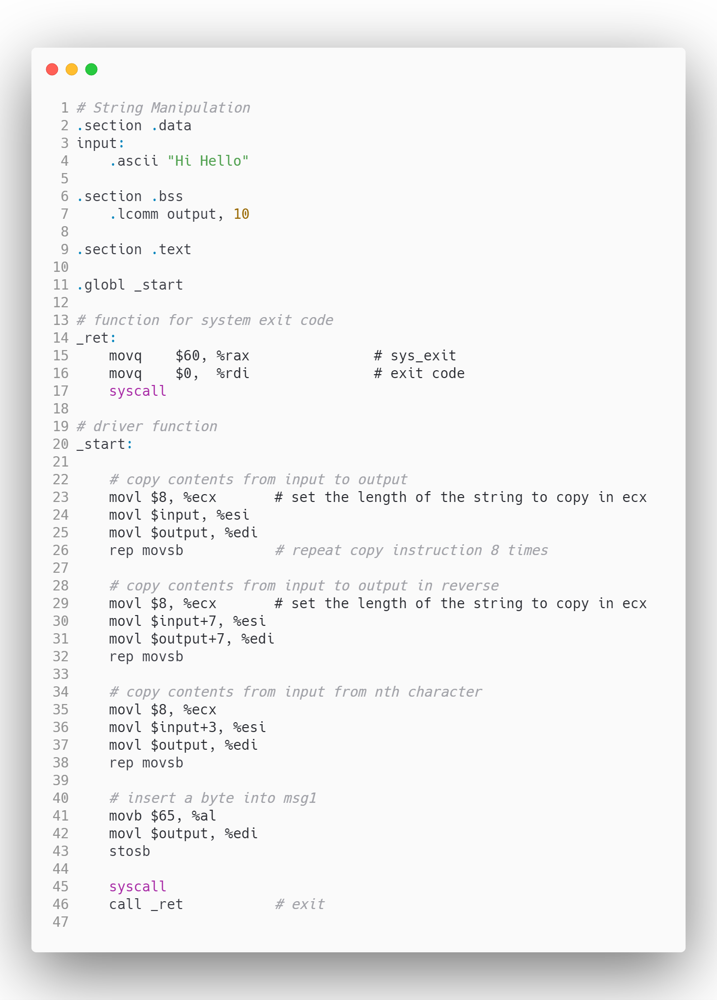 1 # String Manipulation
2 .section .data
3 input:
4     .ascii "Hi Hello"
5
6 .section .bss
7     .lcomm output, 10
8
9 .section .text
10
11 .globl _start
12
13 # function for system exit code
14 _ret:
15     movq    $60, %rax               # sys_exit
16     movq    $0,  %rdi               # exit code
17     syscall
18
19 # driver function
20 _start:
21
22     # copy contents from input to output
23     movl $8, %ecx       # set the length of the string to copy in ecx
24     movl $input, %esi
25     movl $output, %edi
26     rep movsb           # repeat copy instruction 8 times
27
28     # copy contents from input to output in reverse
29     movl $8, %ecx       # set the length of the string to copy in ecx
30     movl $input+7, %esi
31     movl $output+7, %edi
32     rep movsb
33
34     # copy contents from input from nth character
35     movl $8, %ecx
36     movl $input+3, %esi
37     movl $output, %edi
38     rep movsb
39
40     # insert a byte into msg1
41     movb $65, %al
42     movl $output, %edi
43     stosb
44
45     syscall
46     call _ret           # exit
47